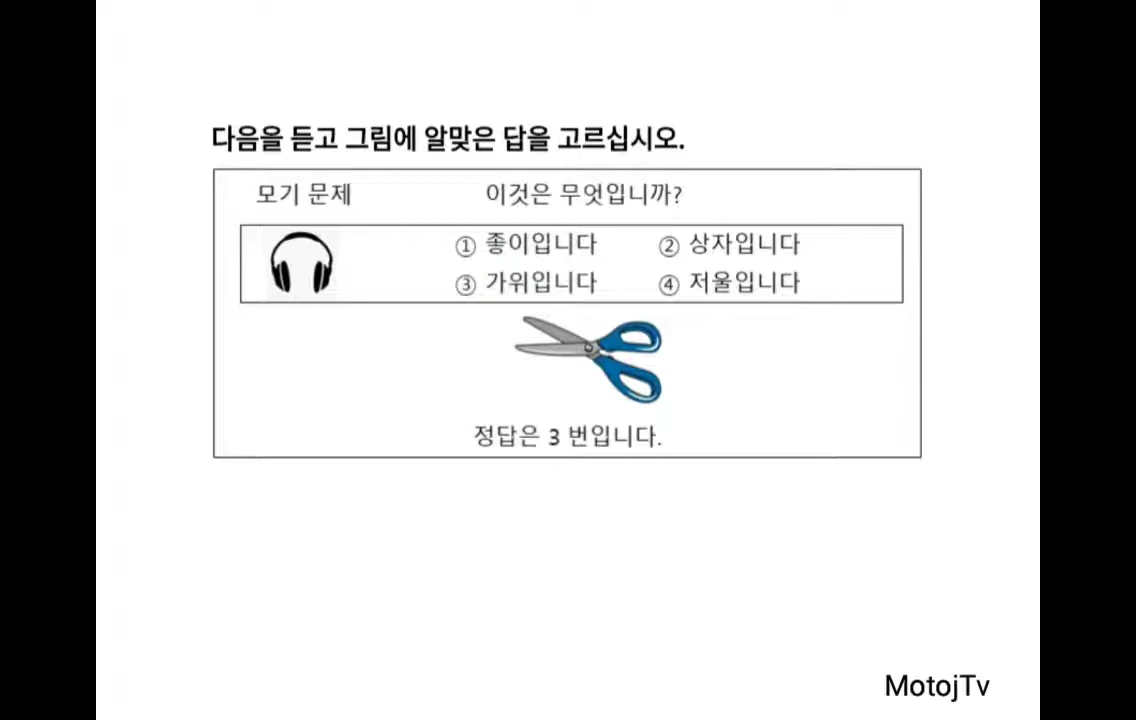 다음을 듣고 그림에 알맞은 답을 고르십시오.
모기 문제 이것은 무엇입니까?
① 종이입니다 ② 상자입니다
③ 가위입니다 ④ 저울입니다
정답은 3 번입니다.
MotojTv